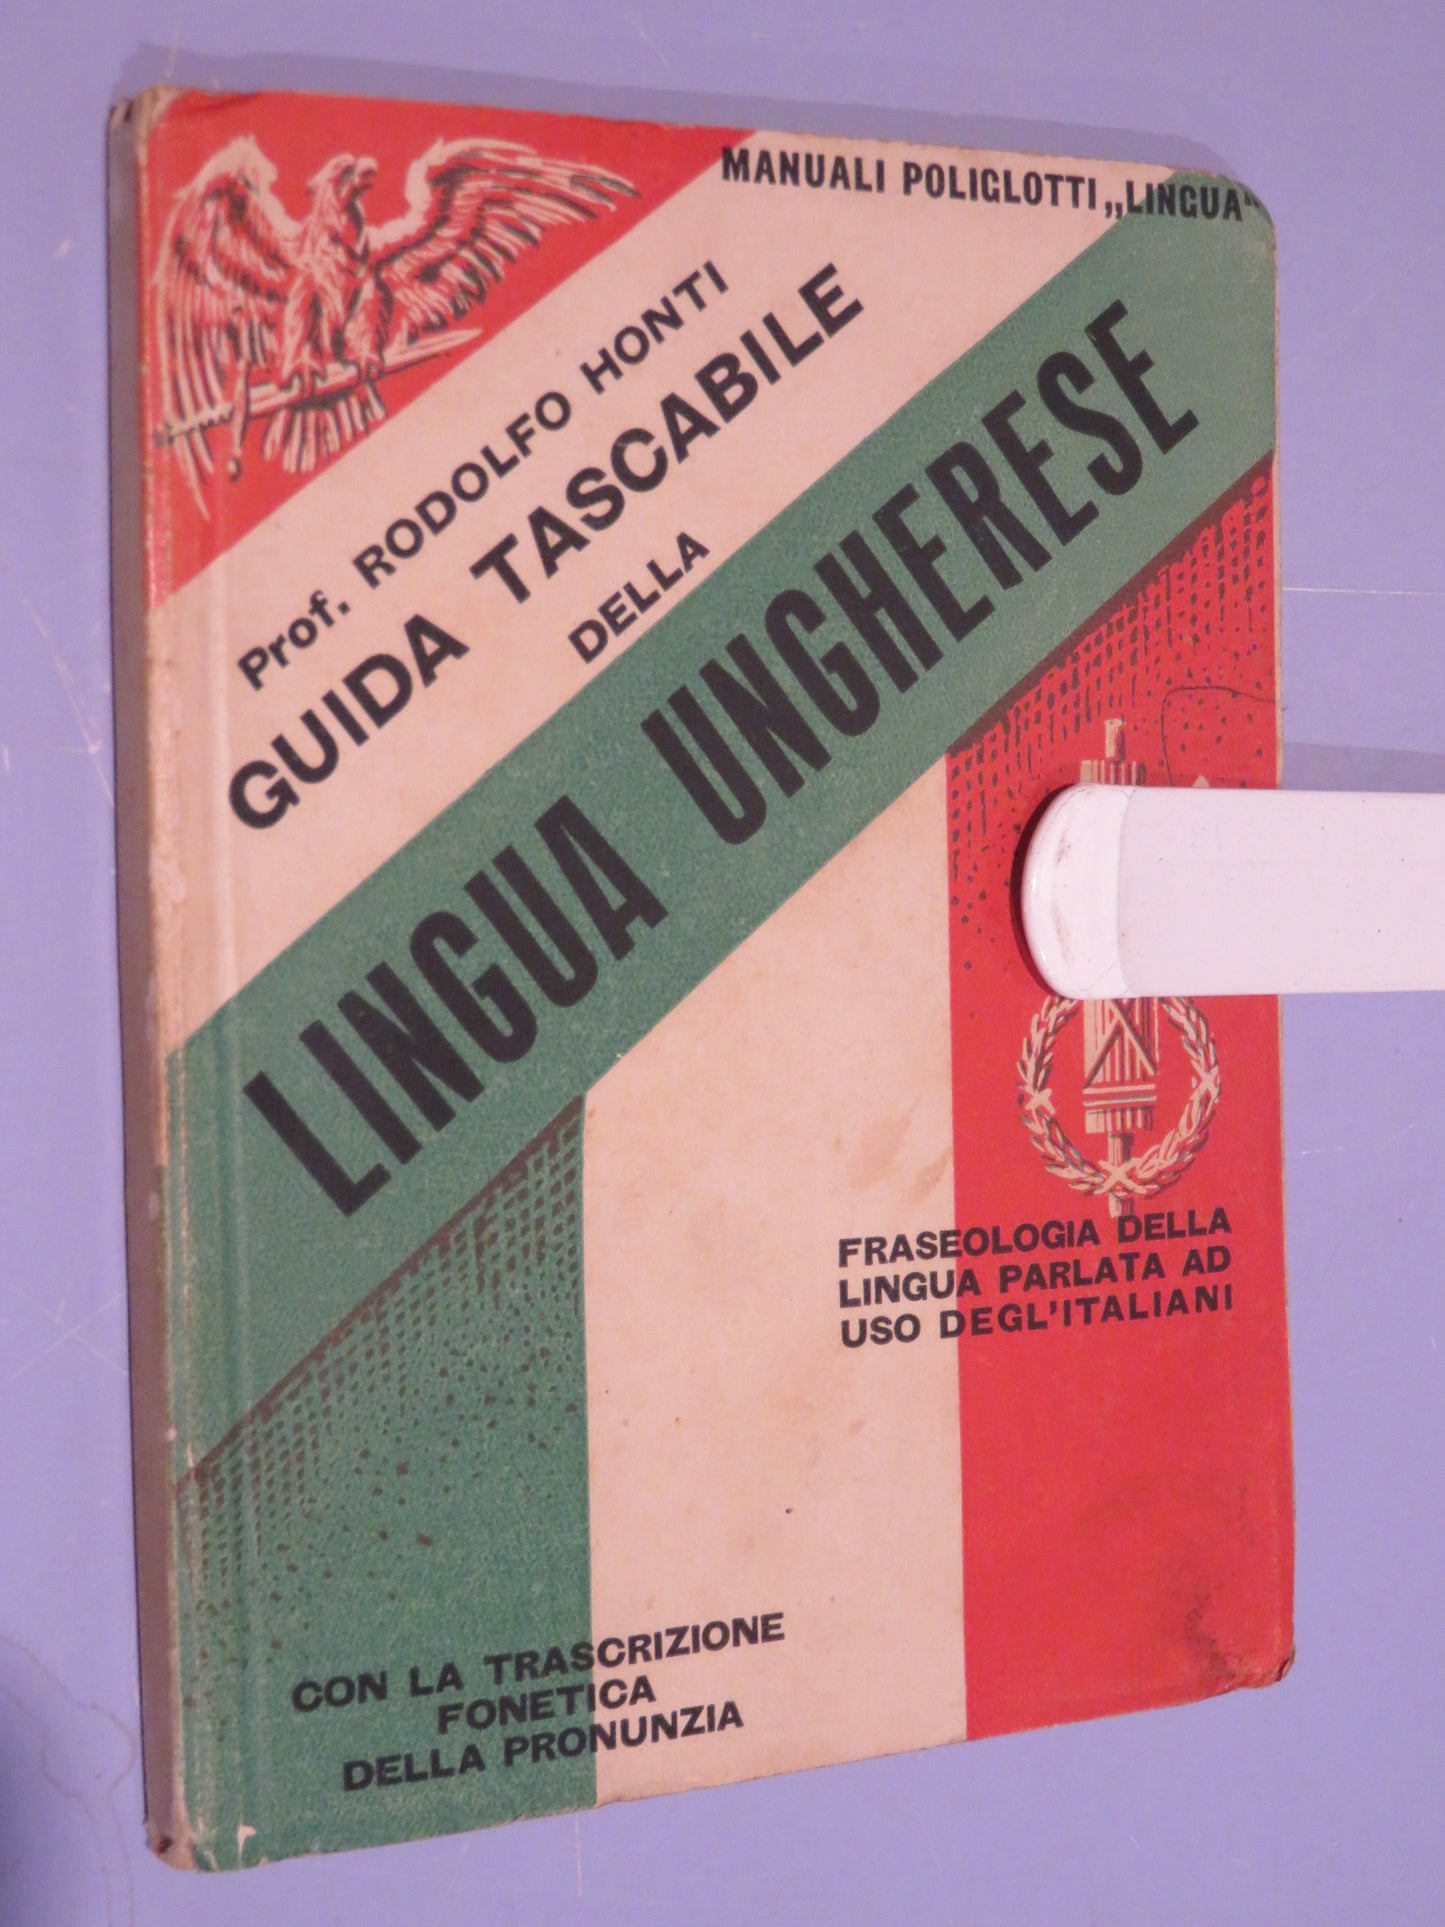 MANUALI POLIGLOTTI „LINGUA"
Prof. RODOLFO HONTI
GUIDA TASCABILE
DELLA
LINGUA UNGHERESE
FRASEOLOGIA DELLA
LINGUA PARLATA AD
USO DEGL'ITALIANI
CON LA TRASCRIZIONE
FONETICA
DELLA PRONUNZIA